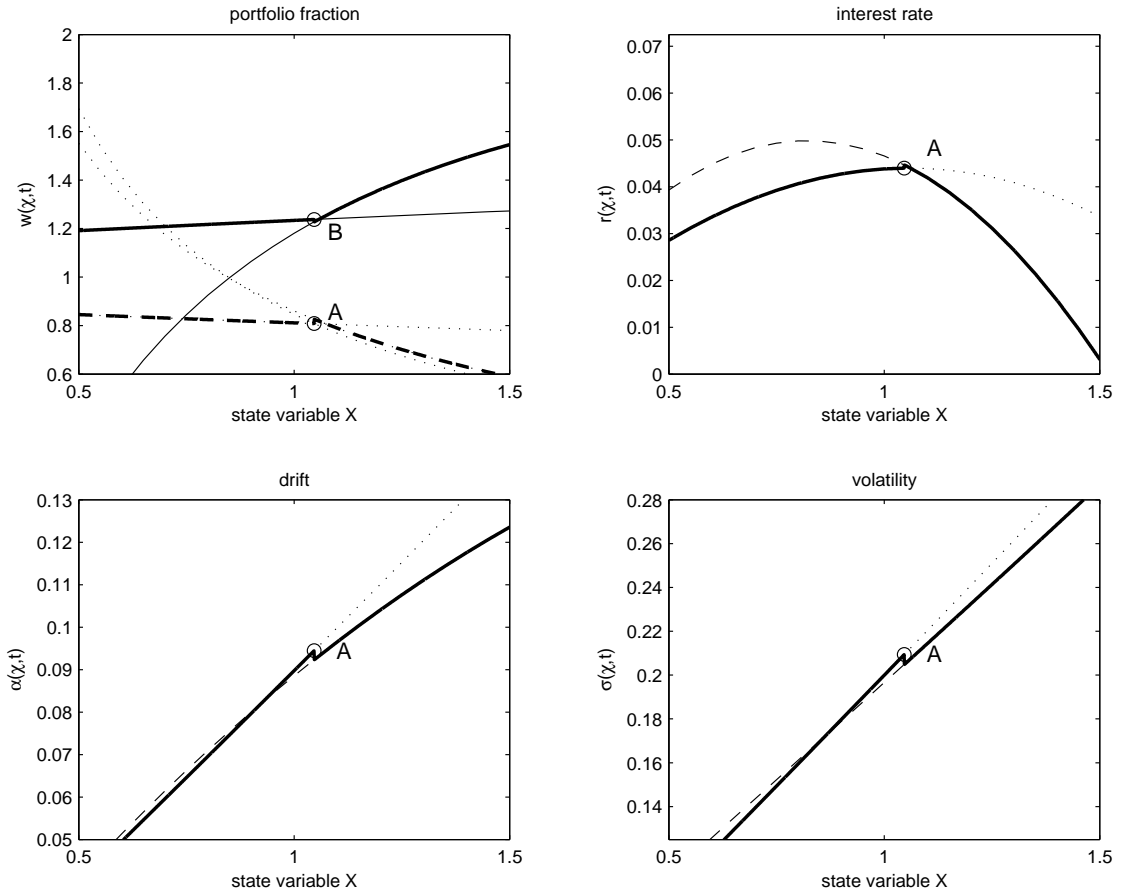 portfolio fraction
2
1.8
1.6
1.4
1.2
1
0.8
0.6
0.5
1
1.5
w(χ,t)
state variable X
B
A
interest rate
0.07
0.06
0.05
0.04
0.03
0.02
0.01
0
0.5
1
1.5
r(χ,t)
state variable X
A
drift
0.13
0.12
0.11
0.1
0.09
0.08
0.07
0.06
0.05
0.5
1
1.5
α(χ,t)
state variable X
A
volatility
0.28
0.26
0.24
0.22
0.2
0.18
0.16
0.14
0.5
1
1.5
σ(χ,t)
state variable X
A